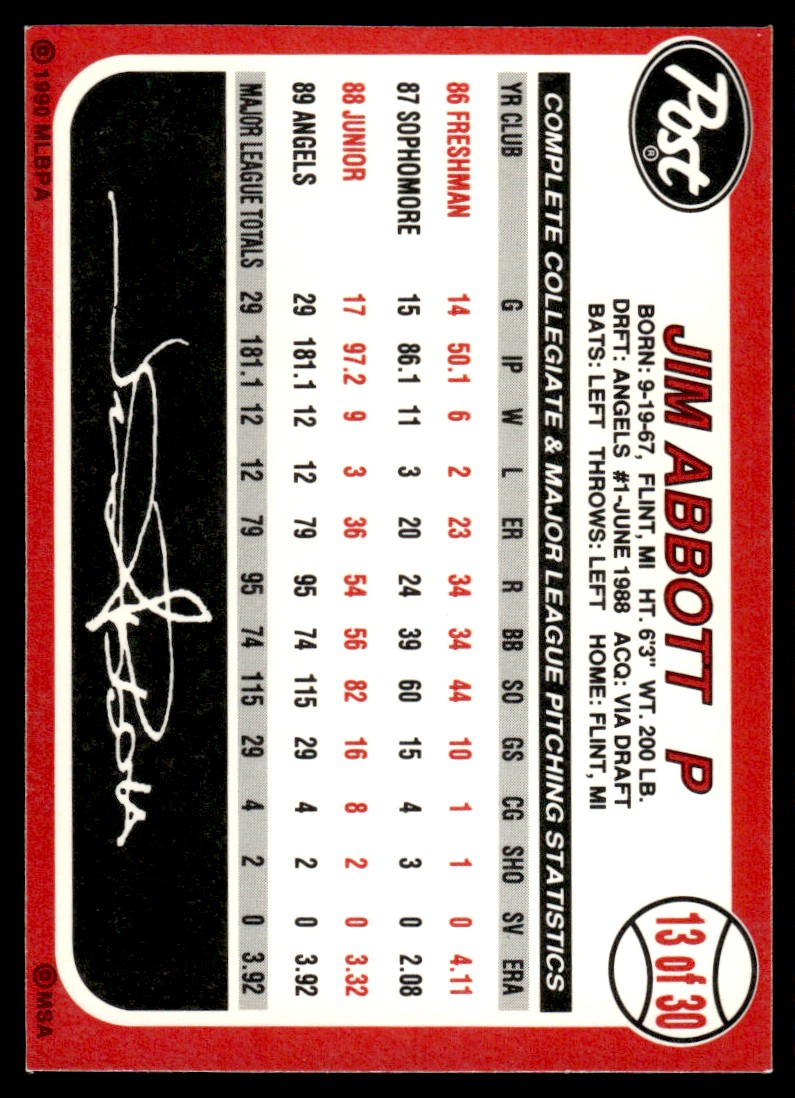 Post®
JIM ABBOTT P
13 of 30
BORN: 9-19-67, FLINT, MI HT. 6'3" WT. 200 LB.
DRFT: ANGELS #1-JUNE 1988 ACQ: VIA DRAFT
BATS: LEFT THROWS: LEFT HOME: FLINT, MI
COMPLETE COLLEGIATE & MAJOR LEAGUE PITCHING STATISTICS
YR CLUB G IP W L ER R BB SO GS CG SHO SV ERA
86 FRESHMAN 14 50.1 6 2 23 34 34 44 10 1 1 0 4.11
87 SOPHOMORE 15 86.1 11 3 20 24 39 60 15 4 3 0 2.08
88 JUNIOR 17 97.2 9 3 36 54 56 82 16 8 2 0 3.32
89 ANGELS 29 181.1 12 12 79 95 74 115 29 4 2 0 3.92
MAJOR LEAGUE TOTALS 29 181.1 12 12 79 95 74 115 29 4 2 0 3.92
Jim Abbott
© 1990 MLBPA
© MSA